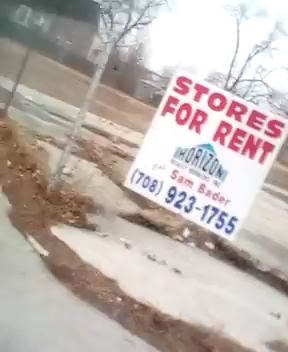 STORES
FOR RENT
HORIZON
Sam Bader
(708) 923-1755